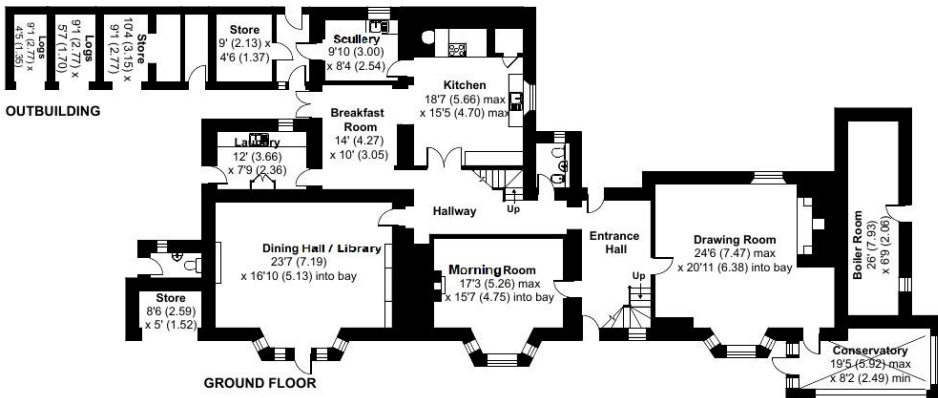 9'1 (2.77) x
4'5 (1.35)
Logs
9'1 (2.77) x
5'7 (1.70)
Logs
10'4 (3.15) x
9'1 (2.77)
Store
Store
9' (2.13) x
4'6 (1.37)
Scullery
9'10 (3.00)
x 8'4 (2.54)
Kitchen
18'7 (5.66) max
x 15'5 (4.70) max
OUTBUILDING
Breakfast
Room
14' (4.27)
x 10' (3.05)
Laundry
12' (3.66)
x 7'9 (2.36)
Up
Hallway
Entrance
Hall
Up
Dining Hall / Library
23'7 (7.19)
x 16'10 (5.13) into bay
Morning Room
17'3 (5.26) max
x 15'7 (4.75) into bay
Drawing Room
24'6 (7.47) max
x 20'11 (6.38) into bay
Boiler Room
26' (7.93)
x 6'9 (2.06)
Store
8'6 (2.59)
x 5' (1.52)
Conservatory
19'5 (5.92) max
x 8'2 (2.49) min
GROUND FLOOR